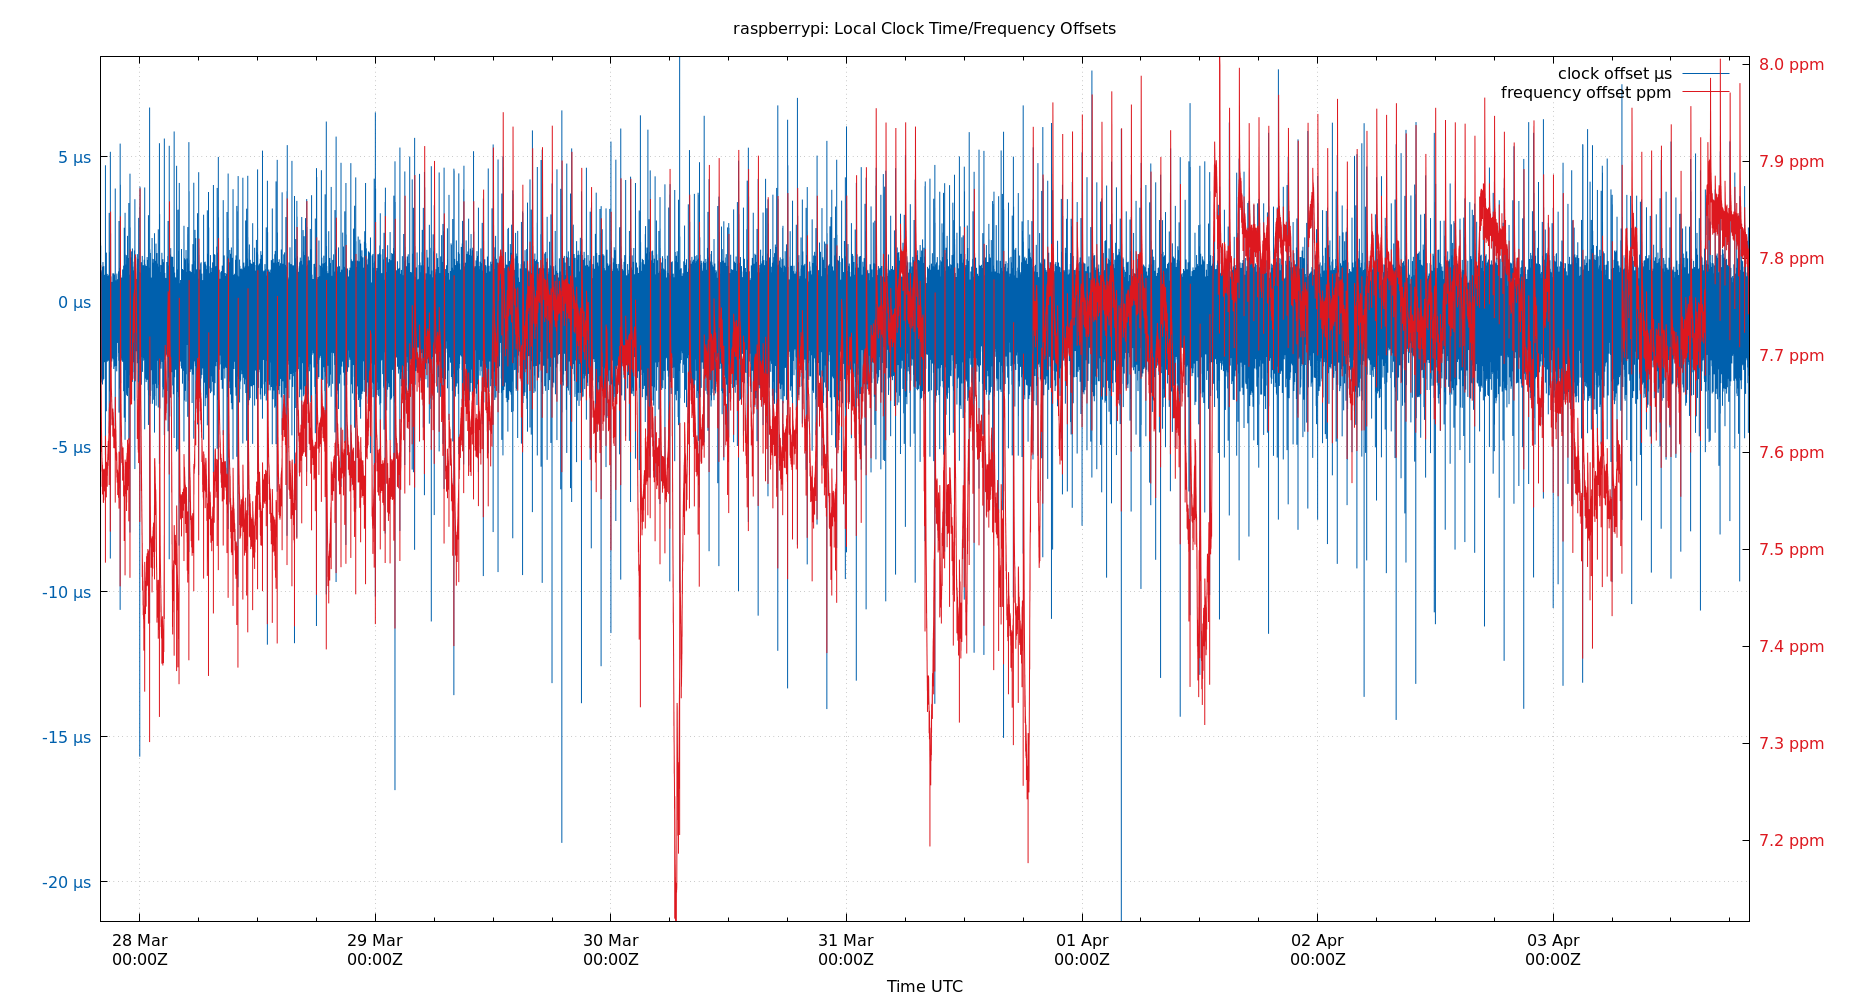 raspberrypi: Local Clock Time/Frequency Offsets
clock offset µs
frequency offset ppm
5 µs
0 µs
-5 µs
-10 µs
-15 µs
-20 µs
8.0 ppm
7.9 ppm
7.8 ppm
7.7 ppm
7.6 ppm
7.5 ppm
7.4 ppm
7.3 ppm
7.2 ppm
28 Mar
00:00Z
29 Mar
00:00Z
30 Mar
00:00Z
31 Mar
00:00Z
01 Apr
00:00Z
02 Apr
00:00Z
03 Apr
00:00Z
Time UTC